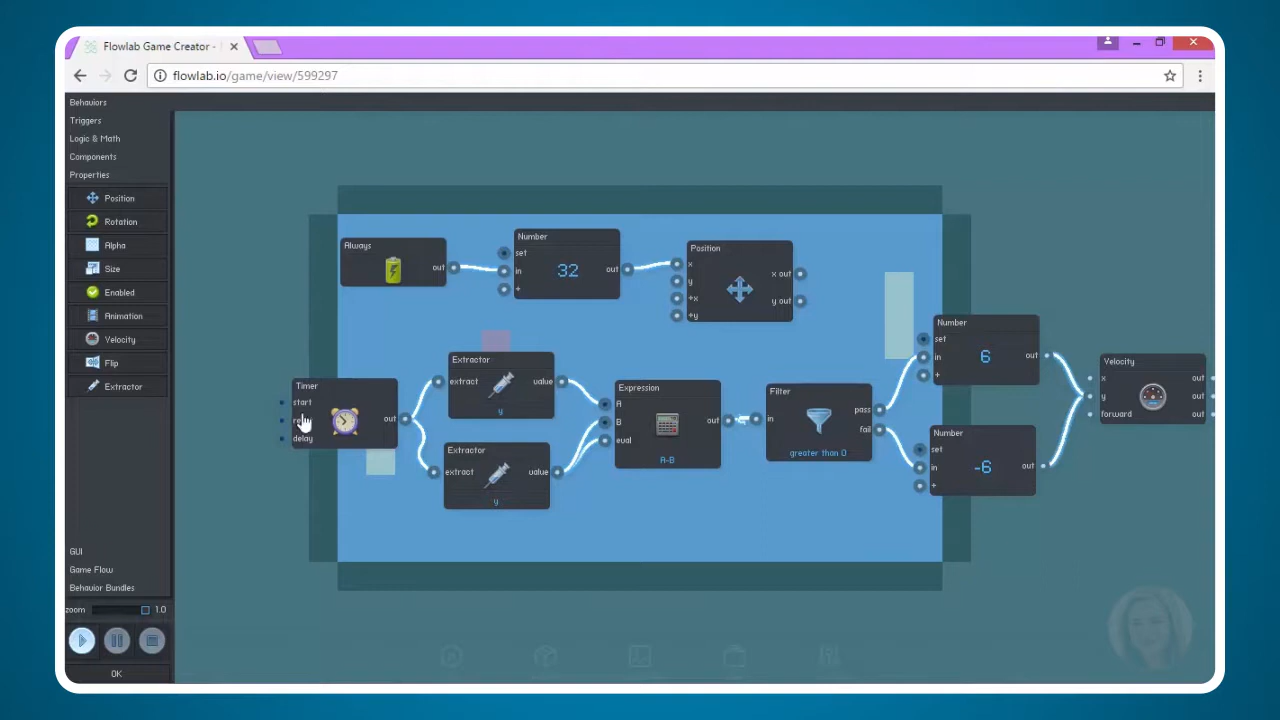 Flowlab Game Creator -
flowlab.io/game/view/599297
Behaviors
Triggers
Logic & Math
Components
Properties
Position
Rotation
Alpha
Size
Enabled
Animation
Velocity
Flip
Extractor
GUI
Game Flow
Behavior Bundles
zoom 1.0
OK
Always
out
Number
set
in
+
32
out
Position
x
y
+x
+y
x out
y out
Timer
start
delay
out
Extractor
extract
value
y
Extractor
extract
value
y
Expression
A
B
eval
out
A-B
Filter
in
pass
fail
greater than 0
Number
set
in
+
6
out
Number
set
in
+
-6
out
Velocity
x
y
forward
out
out
out